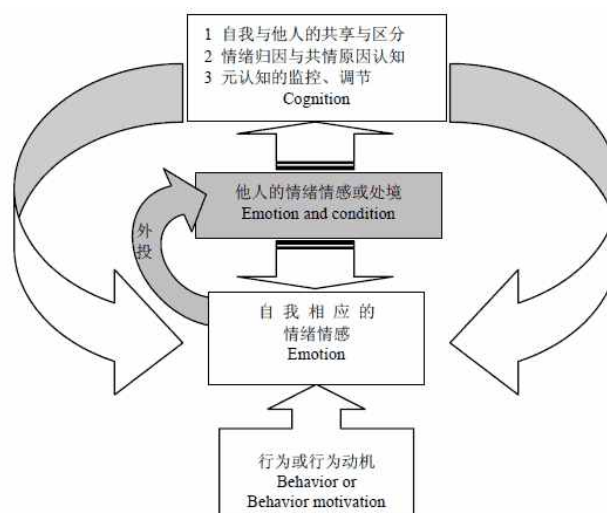 1 自我与他人的共享与区分
2 情绪归因与共情原因认知
3 元认知的监控、调节
Cognition
他人的情绪情感或处境
Emotion and condition
外
投
自 我 相 应 的
情绪情感
Emotion
行为或行为动机
Behavior or
Behavior motivation